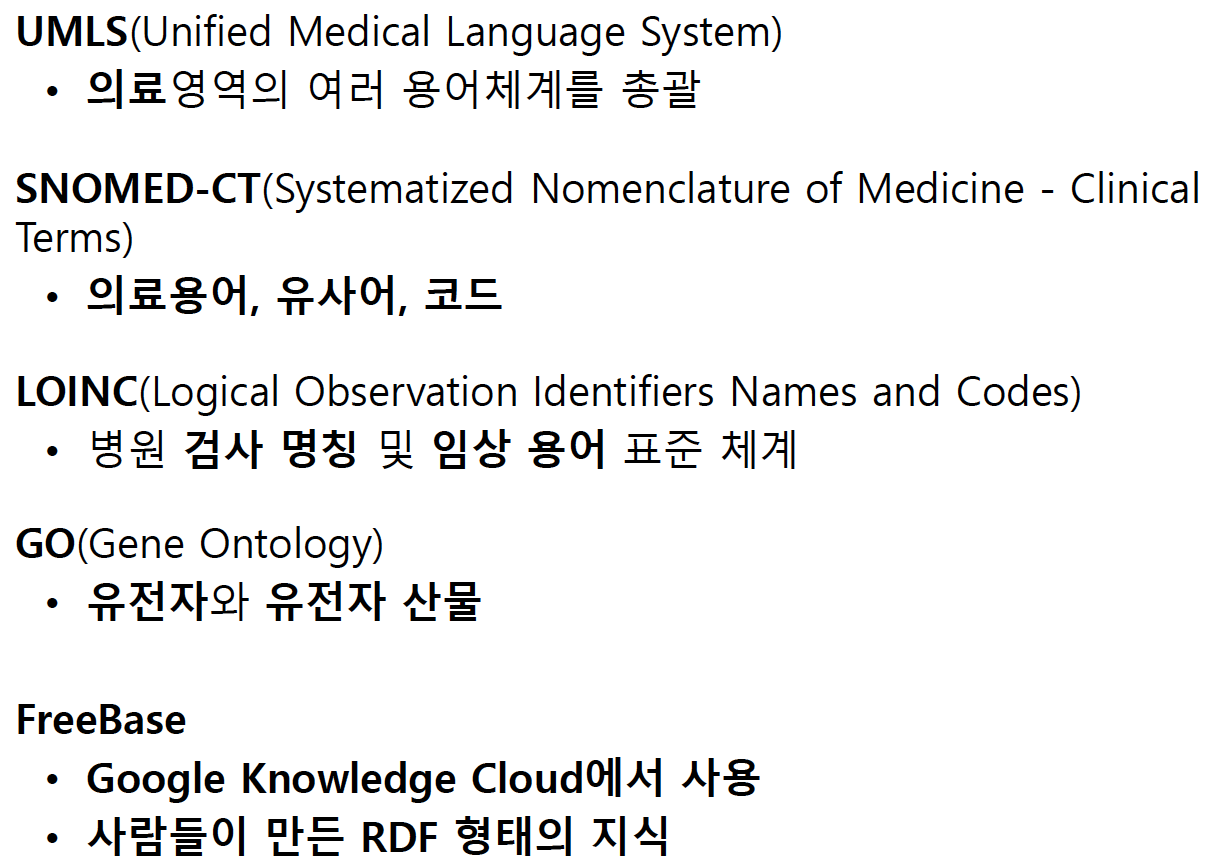 UMLS(Unified Medical Language System)
• 의료영역의 여러 용어체계를 총괄
SNOMED-CT(Systematized Nomenclature of Medicine - Clinical
Terms)
• 의료용어, 유사어, 코드
LOINC(Logical Observation Identifiers Names and Codes)
• 병원 검사 명칭 및 임상 용어 표준 체계
GO(Gene Ontology)
• 유전자와 유전자 산물
FreeBase
• Google Knowledge Cloud에서 사용
• 사람들이 만든 RDF 형태의 지식